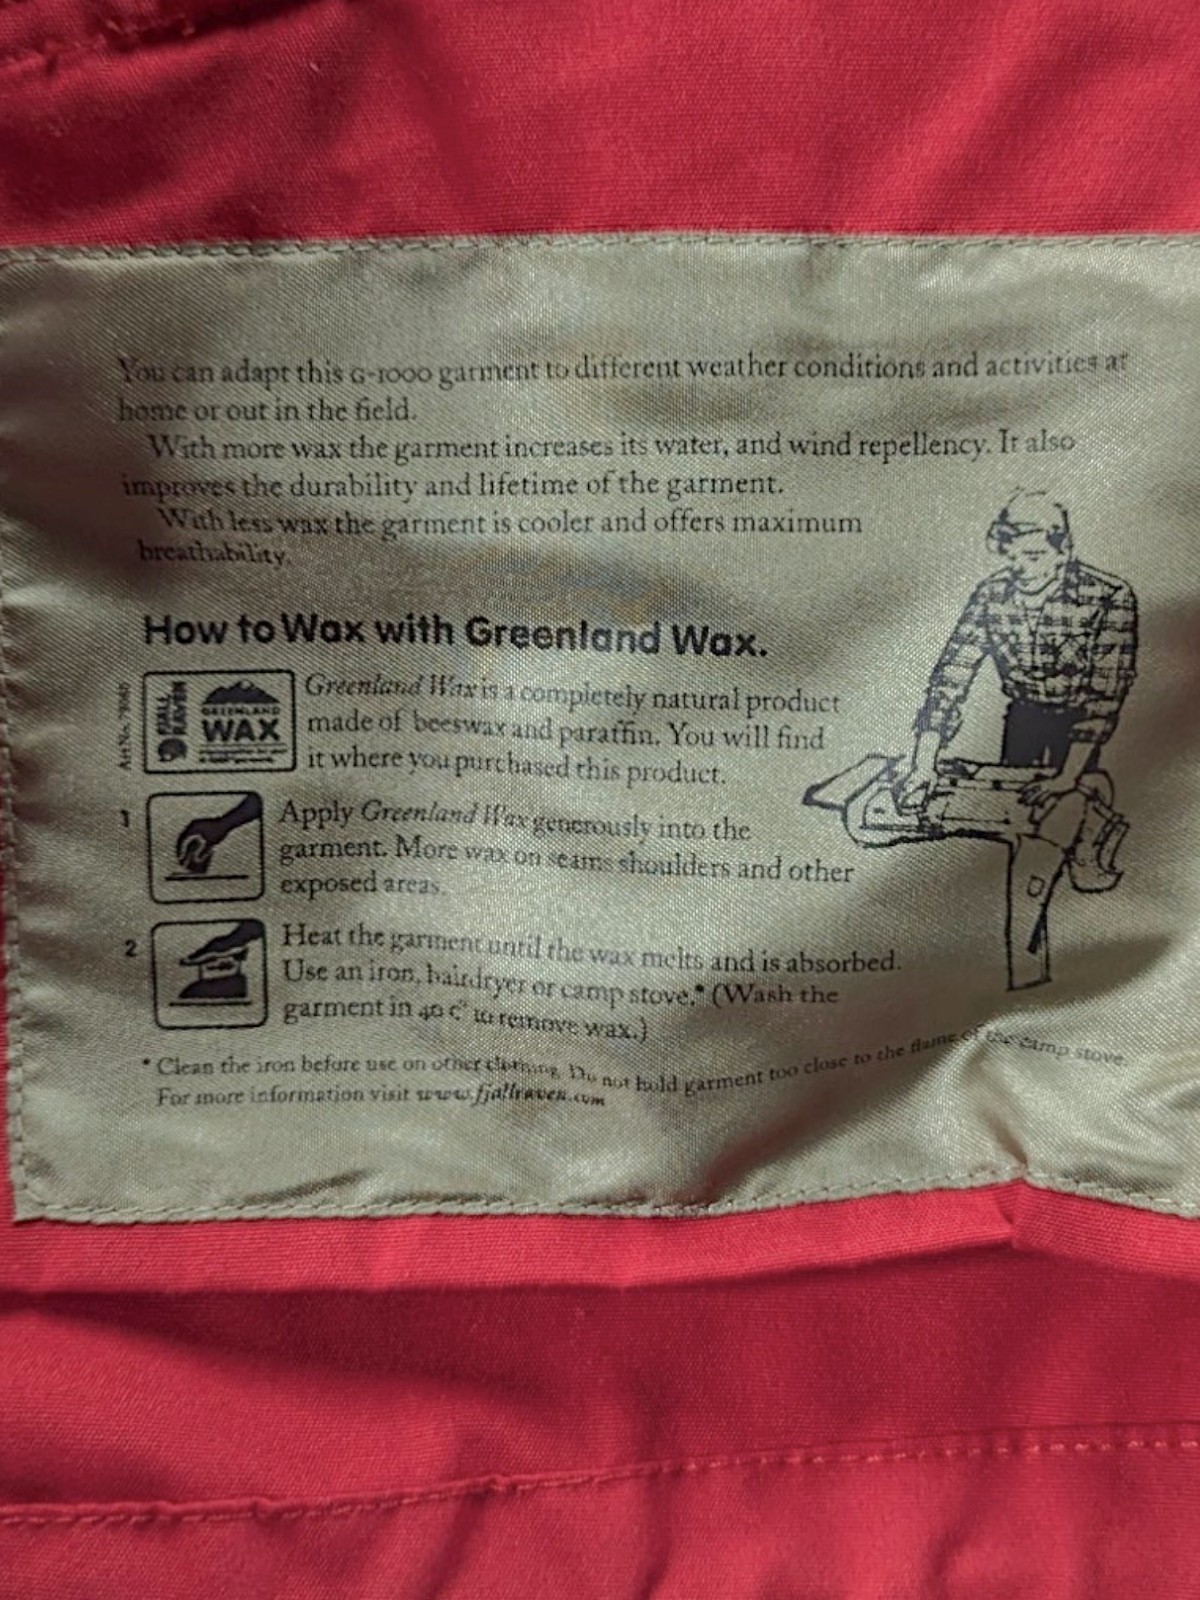 You can adapt this G-1000 garment to different weather conditions and activities at
home or out in the field.
With more wax the garment increases its water, and wind repellency. It also
improves the durability and lifetime of the garment.
With less wax the garment is cooler and offers maximum
breathability.
How to Wax with Greenland Wax.
Art No. 79060
FJÄLL
RÄVEN
GREENLAND
WAX
Greenland Wax is a completely natural product
made of beeswax and paraffin. You will find
it where you purchased this product.
1
Apply Greenland Wax generously into the
garment. More wax on seams shoulders and other
exposed areas.
2
Heat the garment until the wax melts and is absorbed.
Use an iron, hairdryer or camp stove.* (Wash the
garment in 40 C° to remove wax.)
* Clean the iron before use on other clothing. Do not hold garment too close to the flame of the camp stove.
For more information visit www.fjallraven.com